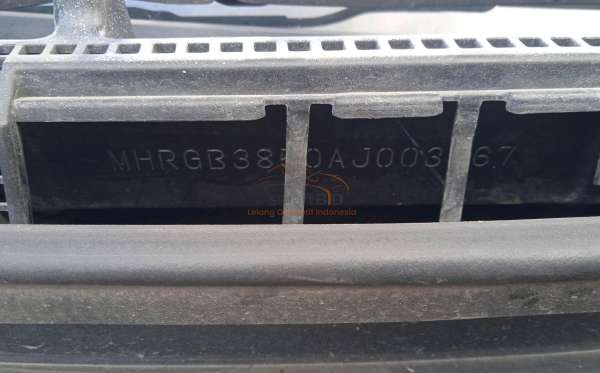 MHRGB38 0AJ003 67
Lelang Otomotif Indonesia